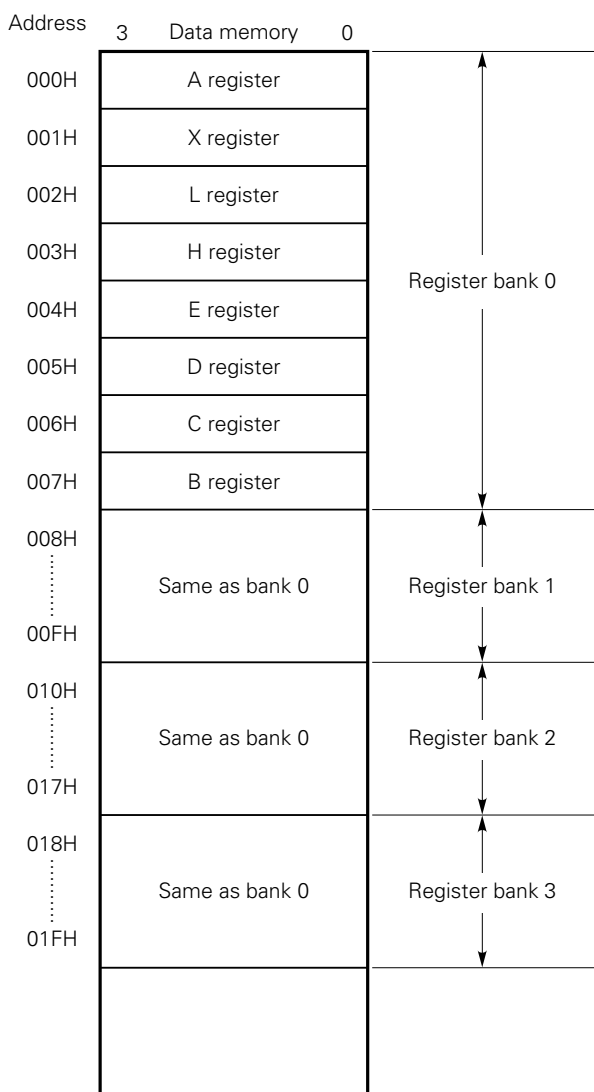 Address 3 Data memory 0
000H A register
001H X register
002H L register
003H H register
Register bank 0
004H E register
005H D register
006H C register
007H B register
008H
Same as bank 0 Register bank 1
00FH
010H
Same as bank 0 Register bank 2
017H
018H
Same as bank 0 Register bank 3
01FH